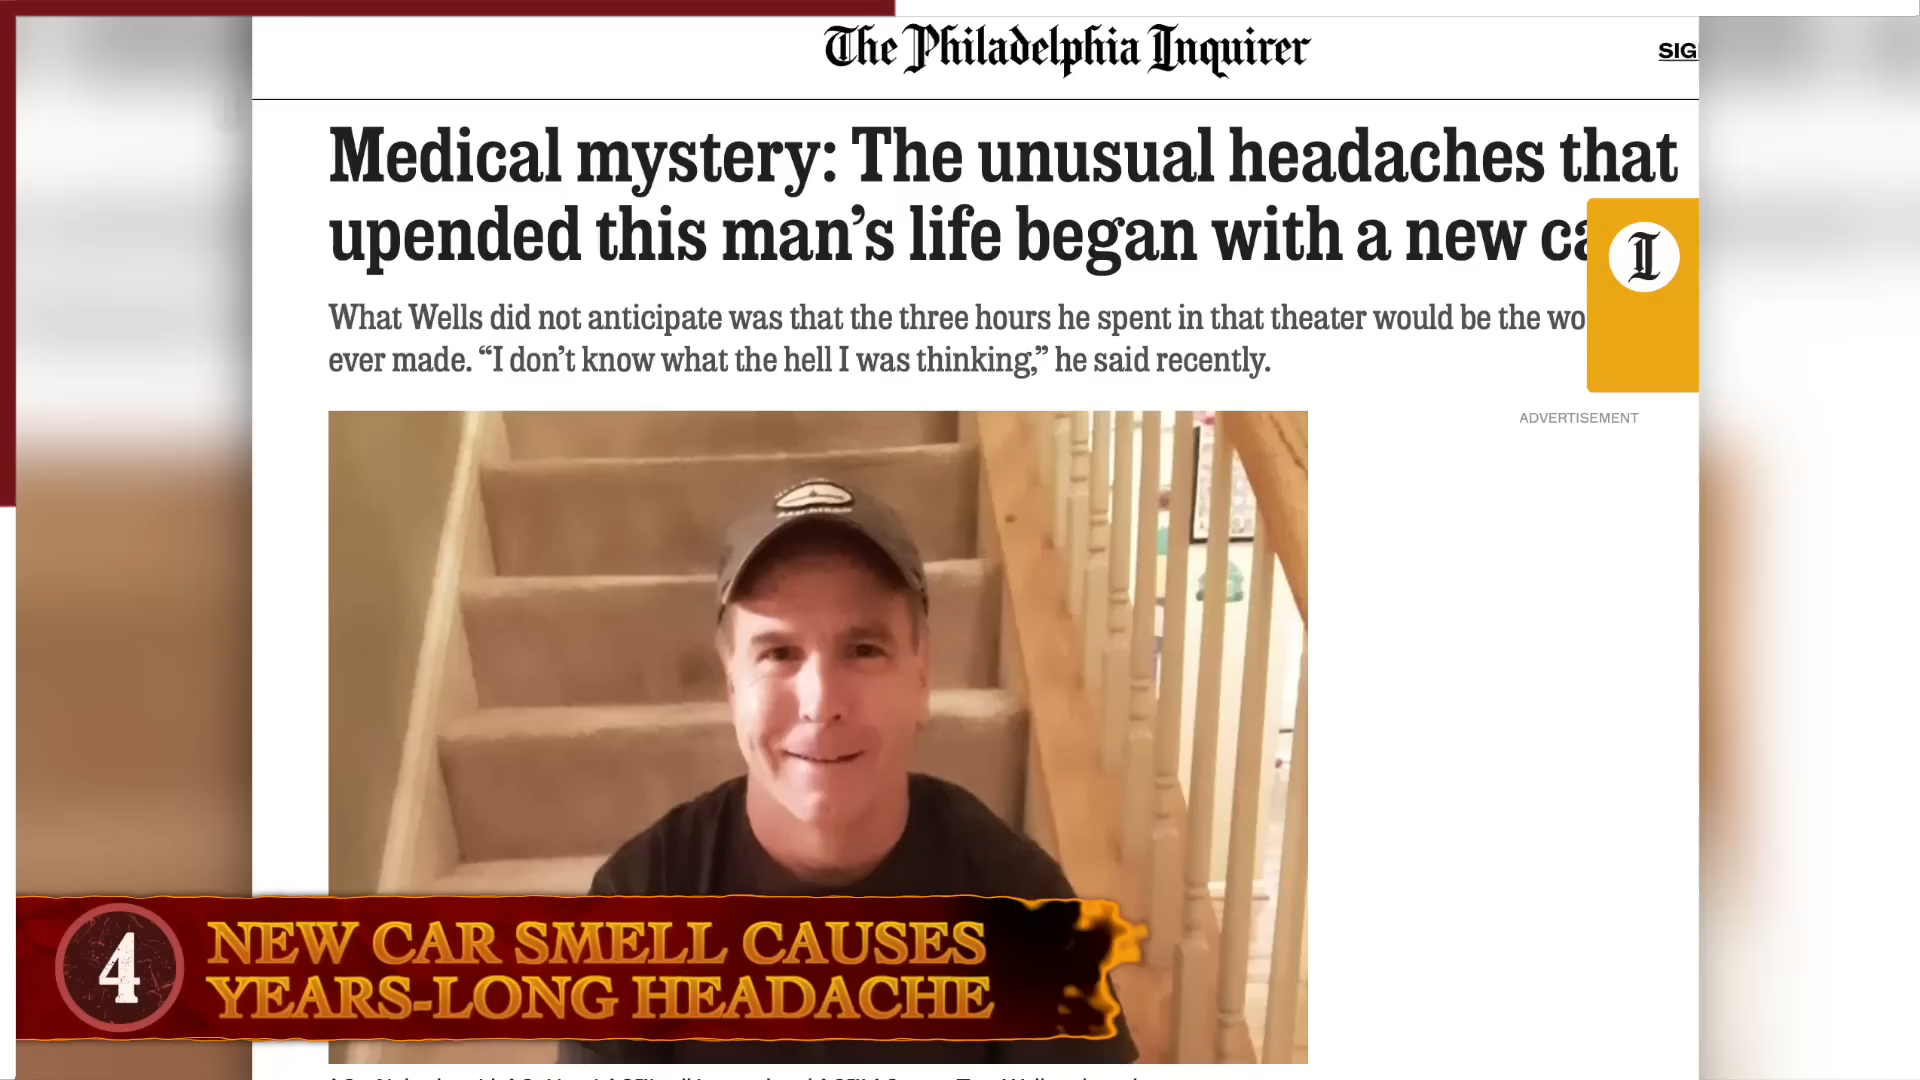 The Philadelphia Inquirer
SIG
Medical mystery: The unusual headaches that
upended this man’s life began with a new ca
I
What Wells did not anticipate was that the three hours he spent in that theater would be the wo
ever made. “I don’t know what the hell I was thinking,” he said recently.
ADVERTISEMENT
4
NEW CAR SMELL CAUSES
YEARS-LONG HEADACHE